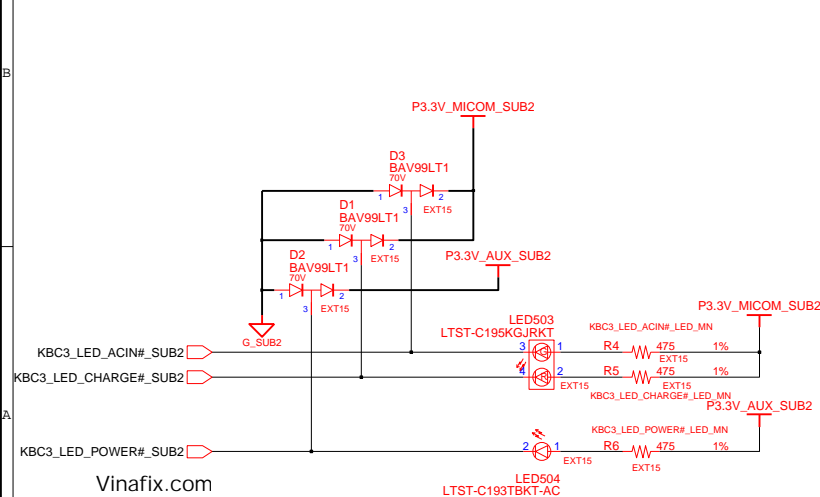 B
P3.3V_MICOM_SUB2
D3
BAV99LT1
70V
1
2
3
EXT15
D1
BAV99LT1
70V
1
2
3
EXT15
P3.3V_AUX_SUB2
D2
BAV99LT1
70V
1
2
3
EXT15
G_SUB2
P3.3V_MICOM_SUB2
LED503
LTST-C195KGJRKT
KBC3_LED_ACIN#_LED_MN
KBC3_LED_ACIN#_SUB2
3
1
R4
475
1%
EXT15
KBC3_LED_CHARGE#_SUB2
4
2
R5
475
1%
EXT15
EXT15
KBC3_LED_CHARGE#_LED_MN
P3.3V_AUX_SUB2
A
KBC3_LED_POWER#_LED_MN
KBC3_LED_POWER#_SUB2
2
1
R6
475
1%
EXT15
EXT15
LED504
LTST-C193TBKT-AC
Vinafix.com